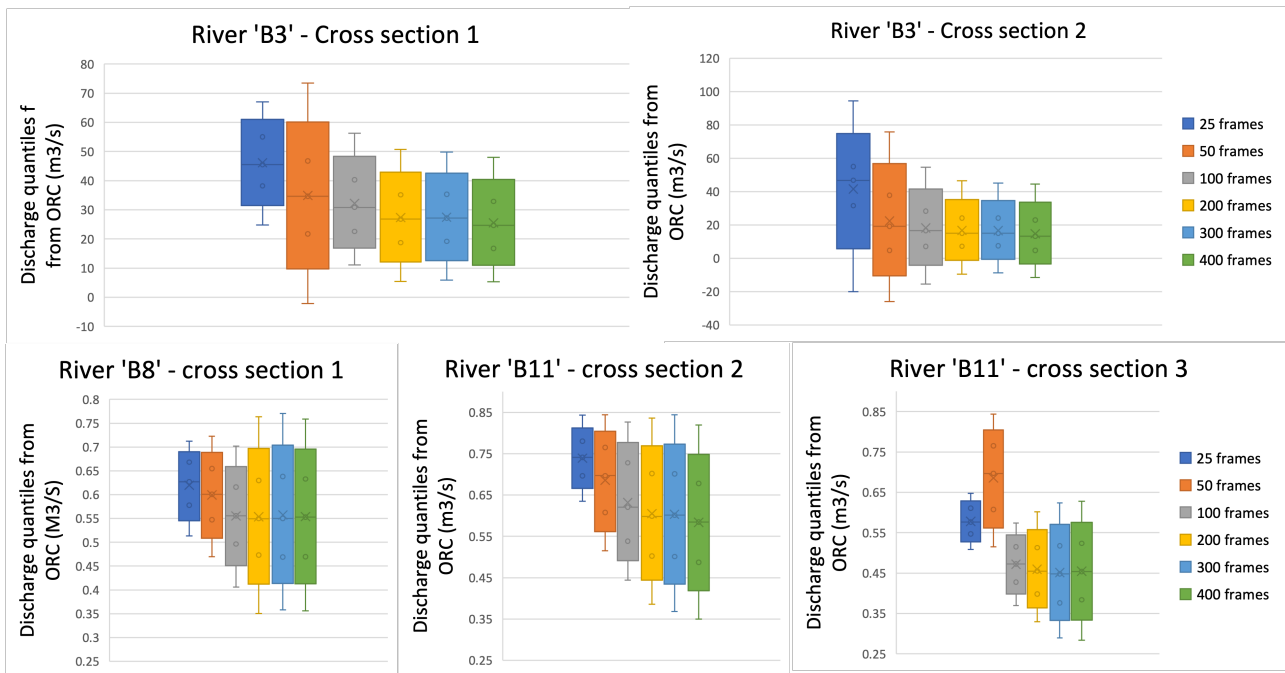 River 'B3' - Cross section 1
Discharge quantiles f
from ORC (m3/s)
80
70
60
50
40
30
20
10
0
-10
River 'B3' - Cross section 2
Discharge quantiles from
ORC (m3/s)
120
100
80
60
40
20
0
-20
-40
25 frames
50 frames
100 frames
200 frames
300 frames
400 frames
River 'B8' - cross section 1
Discharge quantiles from
ORC (M3/S)
0.8
0.75
0.7
0.65
0.6
0.55
0.5
0.45
0.4
0.35
0.3
0.25
River 'B11' - cross section 2
Discharge quantiles from
ORC (m3/s)
0.85
0.75
0.65
0.55
0.45
0.35
0.25
River 'B11' - cross section 3
Discharge quantiles from
ORC (m3/s)
0.85
0.75
0.65
0.55
0.45
0.35
0.25
25 frames
50 frames
100 frames
200 frames
300 frames
400 frames